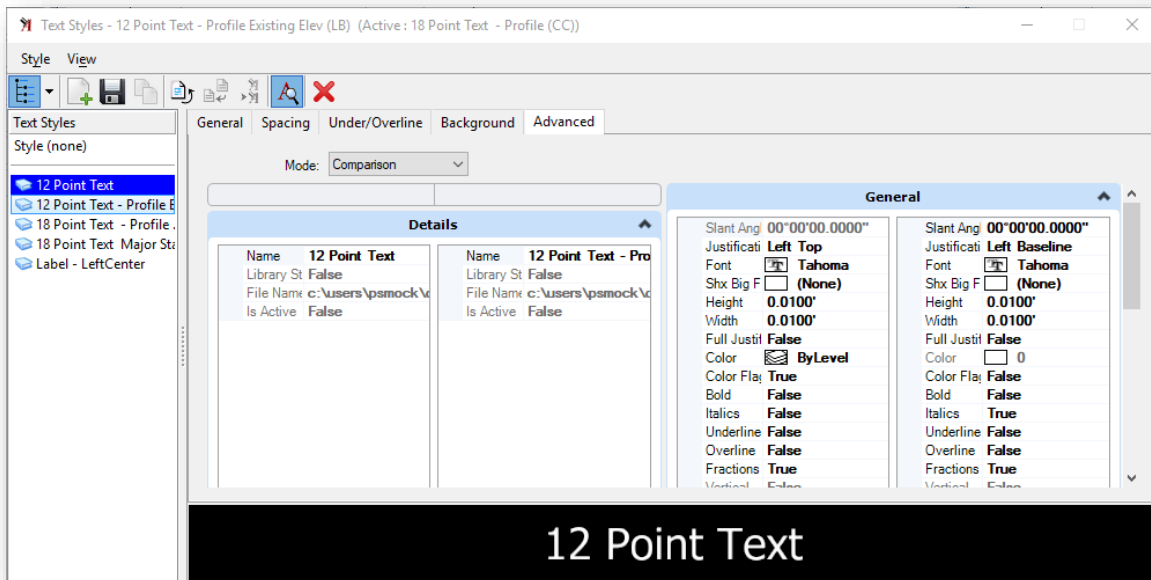 Text Styles - 12 Point Text - Profile Existing Elev (LB) (Active : 18 Point Text - Profile (CC))
Style View
Text Styles
Style (none)
12 Point Text
12 Point Text - Profile E
18 Point Text - Profile .
18 Point Text Major Sta
Label - LeftCenter
General Spacing Under/Overline Background Advanced
Mode: Comparison
Details
Name 12 Point Text Name 12 Point Text - Pro
Library St False Library St False
File Name c:\users\psmock\ File Name c:\users\psmock\
Is Active False Is Active False
General
Slant Angl 00°00'00.0000" Slant Angl 00°00'00.0000"
Justificati Left Top Justificati Left Baseline
Font Tahoma Font Tahoma
Shx Big F (None) Shx Big F (None)
Height 0.0100' Height 0.0100'
Width 0.0100' Width 0.0100'
Full Justif False Full Justif False
Color ByLevel Color 0
Color Flag True Color Flag False
Bold False Bold False
Italics False Italics True
Underline False Underline False
Overline False Overline False
Fractions True Fractions True
Vertical False Vertical False
12 Point Text